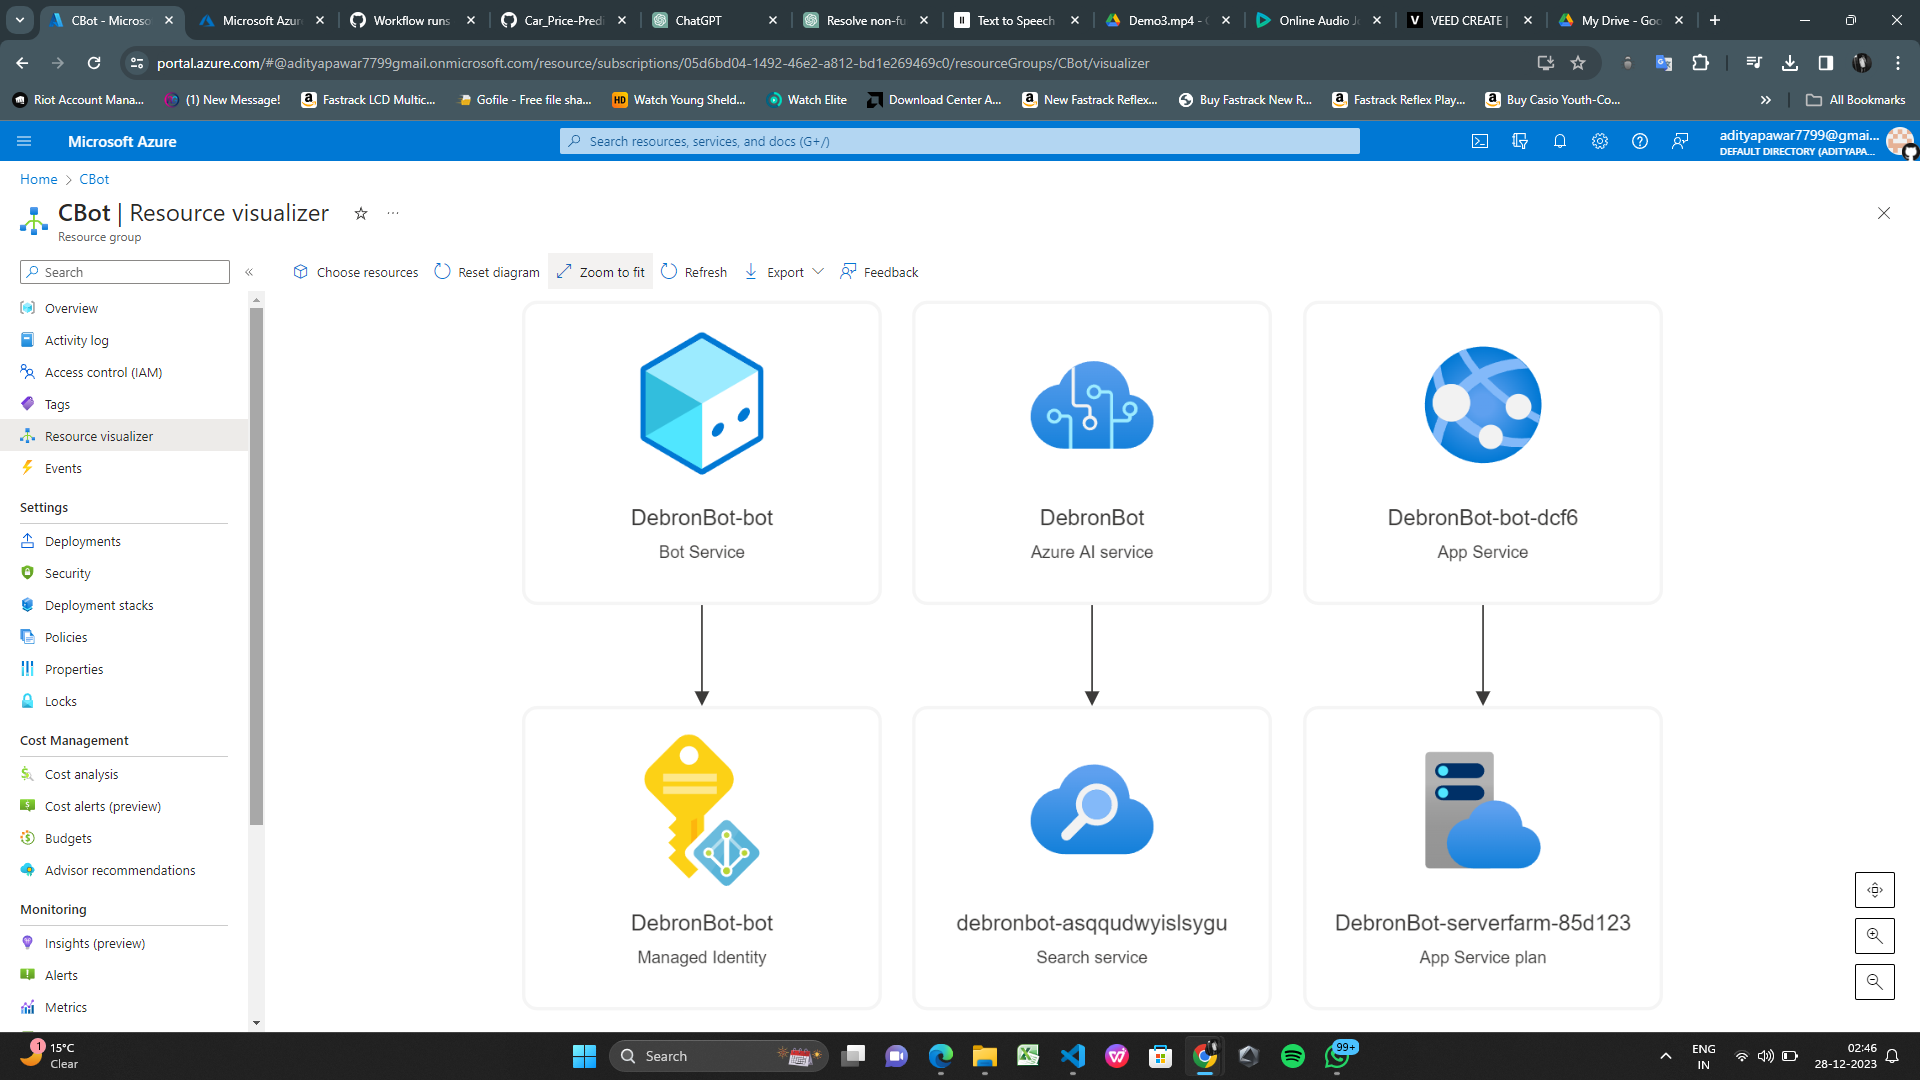 CBot - Microso
Microsoft Azur
Workflow runs
Car_Price-Predi
ChatGPT
Resolve non-fu
Text to Speech
Demo3.mp4 - G
Online Audio Jo
VEED CREATE |
My Drive - Goo
portal.azure.com/#@adityapawar7799gmail.onmicrosoft.com/resource/subscriptions/05d6bd04-1492-46e2-a812-bd1e269469c0/resourceGroups/CBot/visualizer
Riot Account Mana...
(1) New Message!
Fastrack LCD Multic...
Gofile - Free file sha...
HD Watch Young Sheld...
Watch Elite
Download Center A...
New Fastrack Reflex...
Buy Fastrack New R...
Fastrack Reflex Play...
Buy Casio Youth-Co...
All Bookmarks
Microsoft Azure
Search resources, services, and docs (G+/)
adityapawar7799@gmai...
DEFAULT DIRECTORY (ADITYAPA...
Home > CBot
CBot | Resource visualizer
Resource group
Search
Choose resources
Reset diagram
Zoom to fit
Refresh
Export
Feedback
Overview
Activity log
Access control (IAM)
Tags
Resource visualizer
Events
Settings
Deployments
Security
Deployment stacks
Policies
Properties
Locks
Cost Management
Cost analysis
Cost alerts (preview)
Budgets
Advisor recommendations
Monitoring
Insights (preview)
Alerts
Metrics
DebronBot-bot
Bot Service
DebronBot
Azure AI service
DebronBot-bot-dcf6
App Service
DebronBot-bot
Managed Identity
debronbot-asqqudwyislsygu
Search service
DebronBot-serverfarm-85d123
App Service plan
1
15°C
Clear
Search
99+
ENG
IN
02:46
28-12-2023